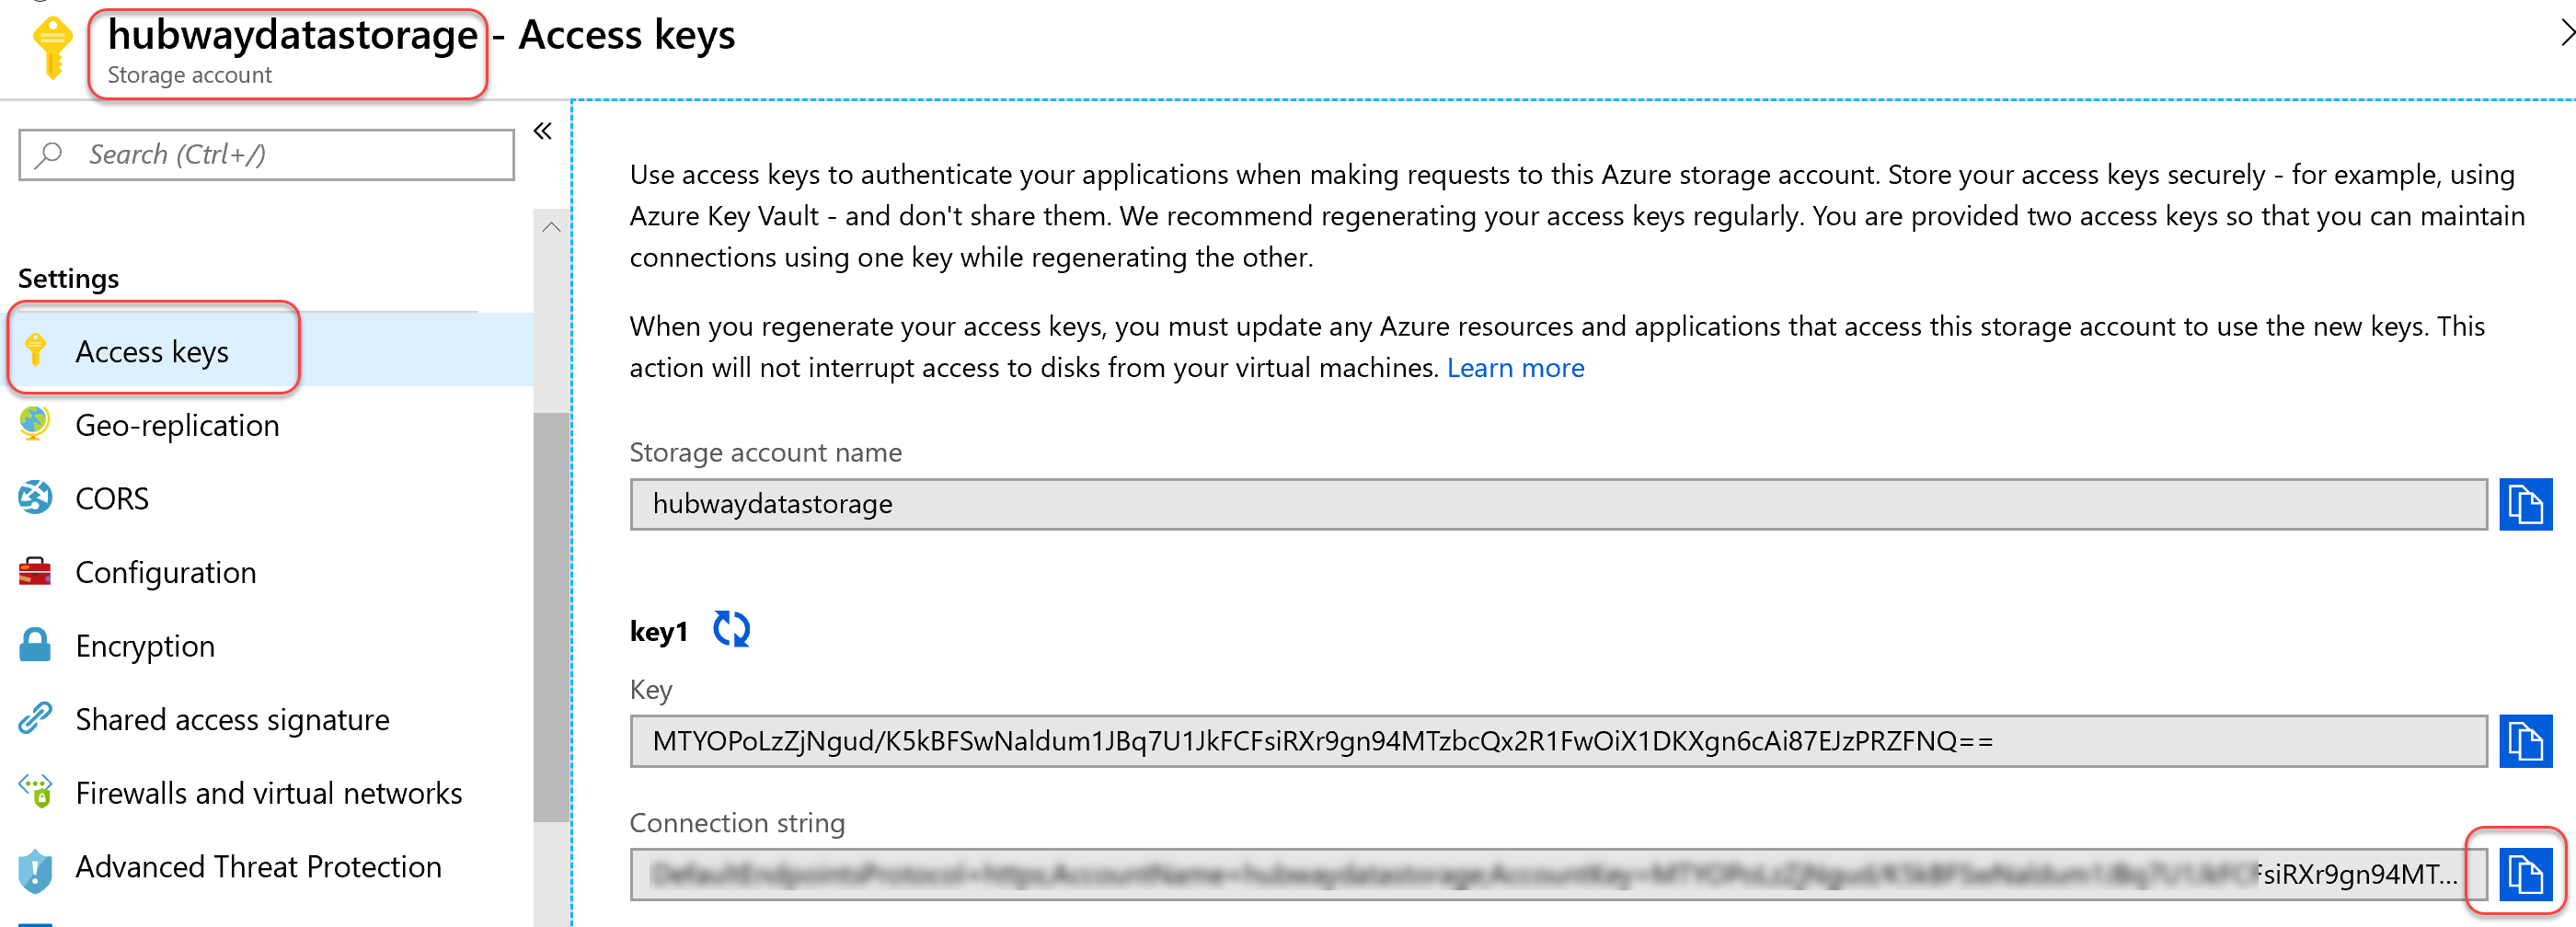 hubwaydatastorage - Access keys
Storage account
Search (Ctrl+/)
Settings
Access keys
Geo-replication
CORS
Configuration
Encryption
Shared access signature
Firewalls and virtual networks
Advanced Threat Protection
Use access keys to authenticate your applications when making requests to this Azure storage account. Store your access keys securely - for example, using
Azure Key Vault - and don't share them. We recommend regenerating your access keys regularly. You are provided two access keys so that you can maintain
connections using one key while regenerating the other.
When you regenerate your access keys, you must update any Azure resources and applications that access this storage account to use the new keys. This
action will not interrupt access to disks from your virtual machines. Learn more
Storage account name
hubwaydatastorage
key1
Key
MTYOPoLzZjNgud/K5kBFSwNaldum1JBq7U1JkFCFsiRXr9gn94MTzbcQx2R1FwOiX1DKXgn6cAi87EJzPRZFNQ==
Connection string
FsiRXr9gn94MT...